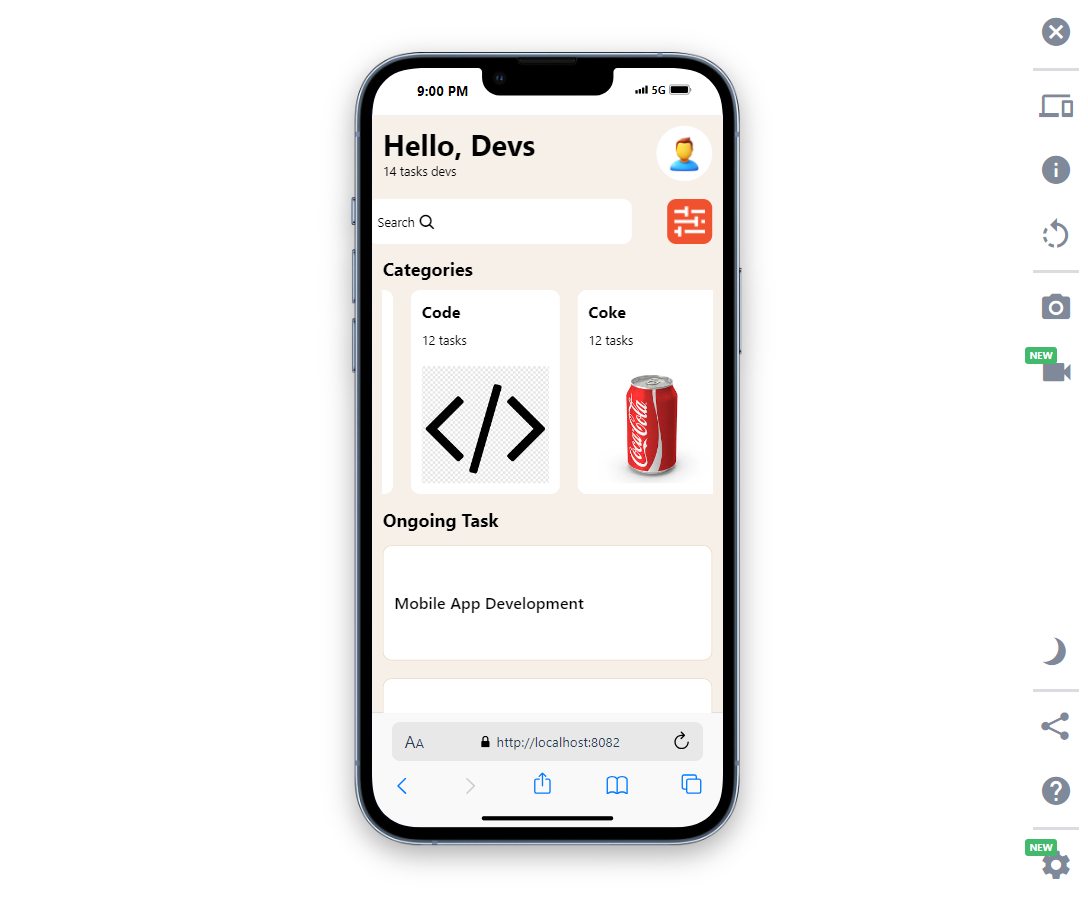 9:00 PM 5G
Hello, Devs
14 tasks devs
Search
Categories
Code
12 tasks
</>
Coke
12 tasks
Coca-Cola
Ongoing Task
Mobile App Development
AA http://localhost:8082
NEW
NEW